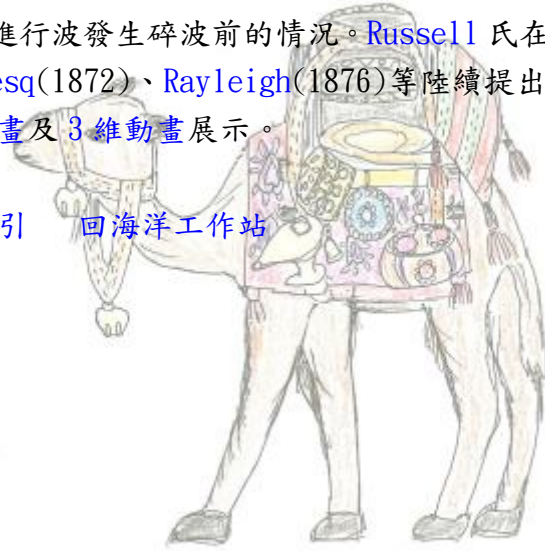 進行波發生碎波前的情況。Russell 氏在
esq(1872)、Rayleigh(1876)等陸續提出
畫及 3 維動畫展示。
引 回海洋工作站